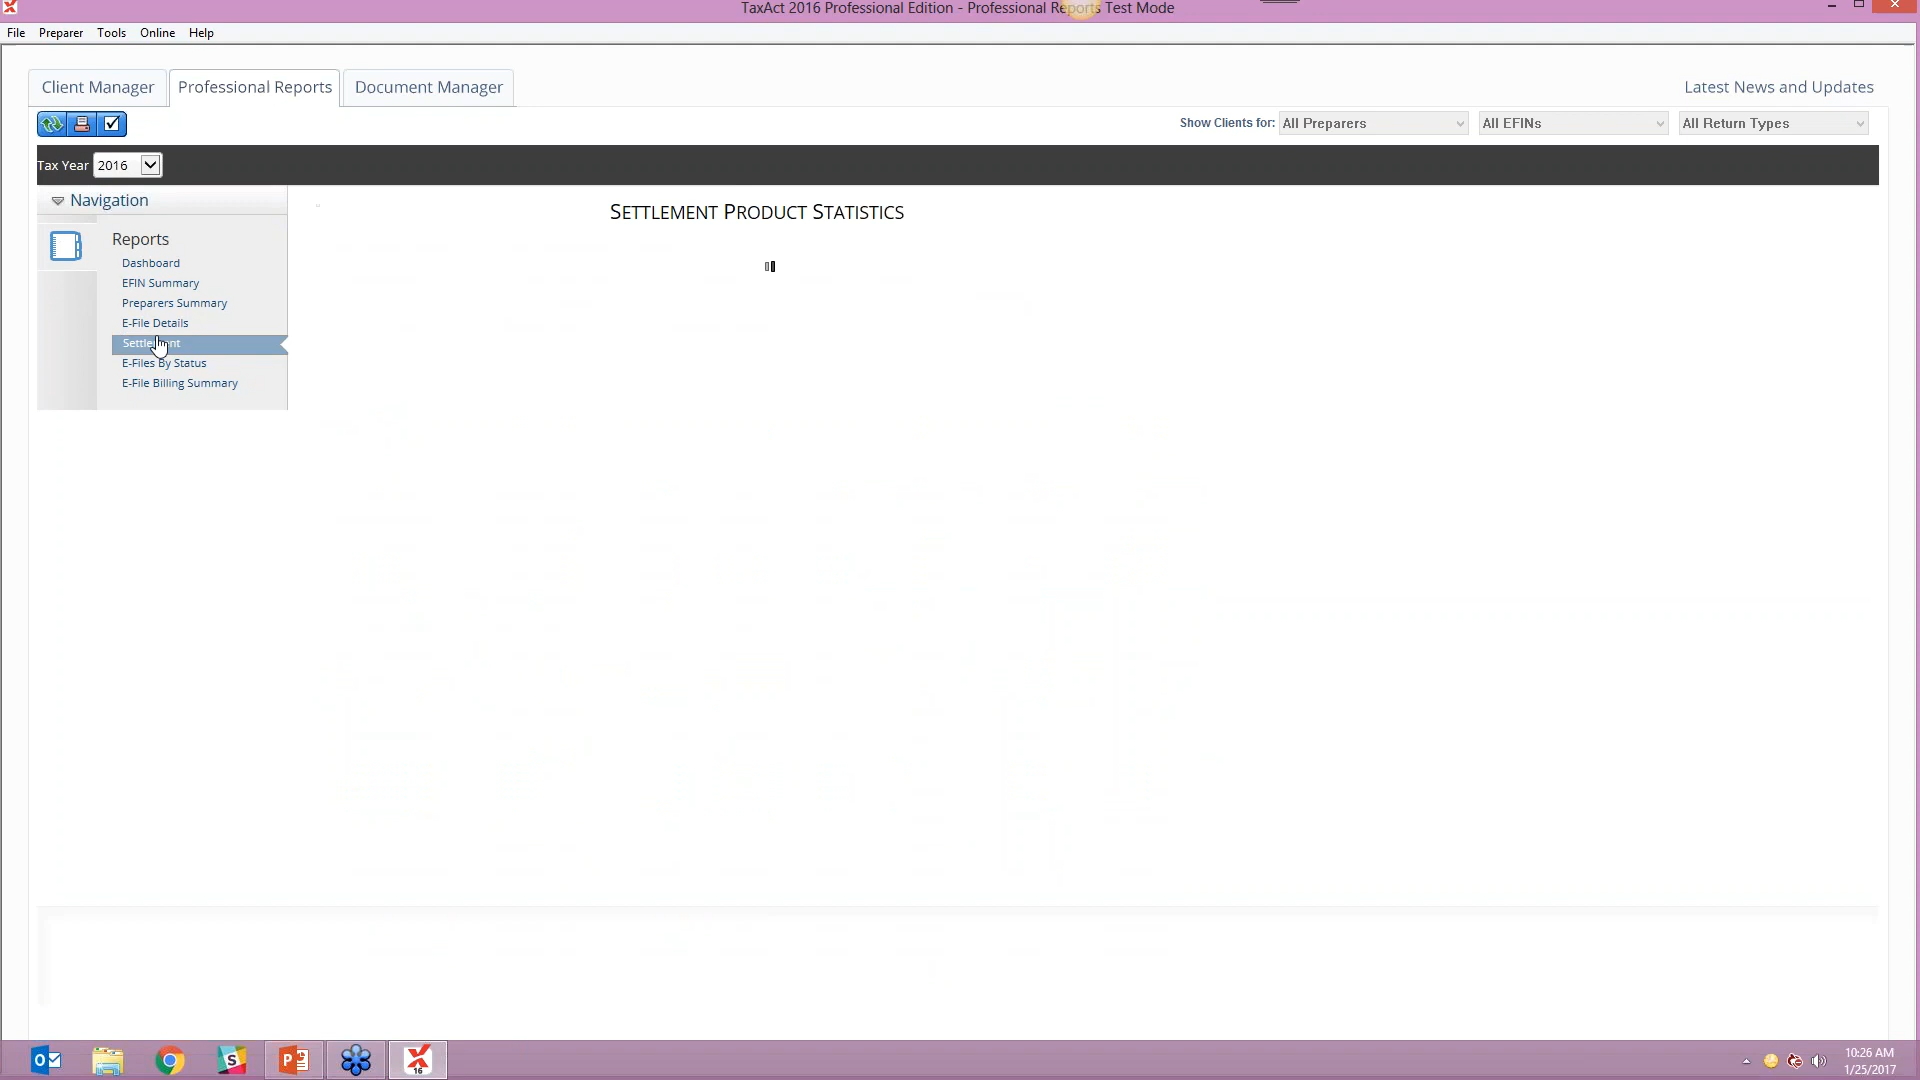 TaxAct 2016 Professional Edition - Professional Reports Test Mode
File Preparer Tools Online Help
Client Manager Professional Reports Document Manager Latest News and Updates
Show Clients for: All Preparers All EFINs All Return Types
Tax Year 2016
Navigation
SETTLEMENT PRODUCT STATISTICS
Reports
Dashboard
EFIN Summary
Preparers Summary
E-File Details
Settlement
E-Files By Status
E-File Billing Summary
10:26 AM
1/25/2017
16